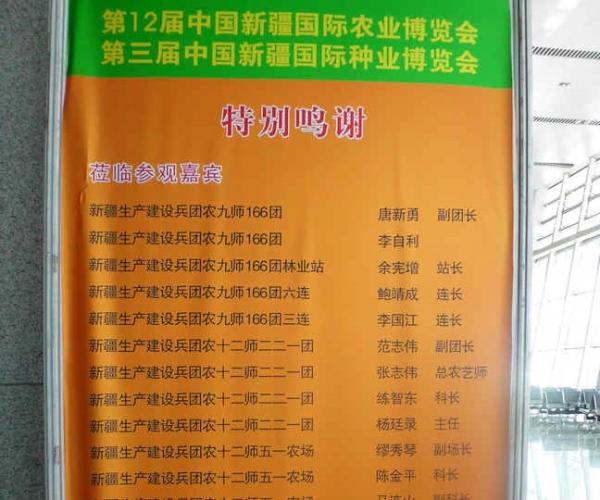 第12届中国新疆国际农业博览会
第三届中国新疆国际种业博览会
特别鸣谢
莅临参观嘉宾
新疆生产建设兵团农九师166团 唐新勇 副团长
新疆生产建设兵团农九师166团 李自利
新疆生产建设兵团农九师166团林业站 余宪增 站长
新疆生产建设兵团农九师166团六连 鲍靖成 连长
新疆生产建设兵团农九师166团三连 李国江 连长
新疆生产建设兵团农十二师二二一团 范志伟 副团长
新疆生产建设兵团农十二师二二一团 张志伟 总农艺师
新疆生产建设兵团农十二师二二一团 练智东 科长
新疆生产建设兵团农十二师二二一团 杨廷录 主任
新疆生产建设兵团农十二师五一农场 缪秀琴 副场长
新疆生产建设兵团农十二师五一农场 陈金平 科长